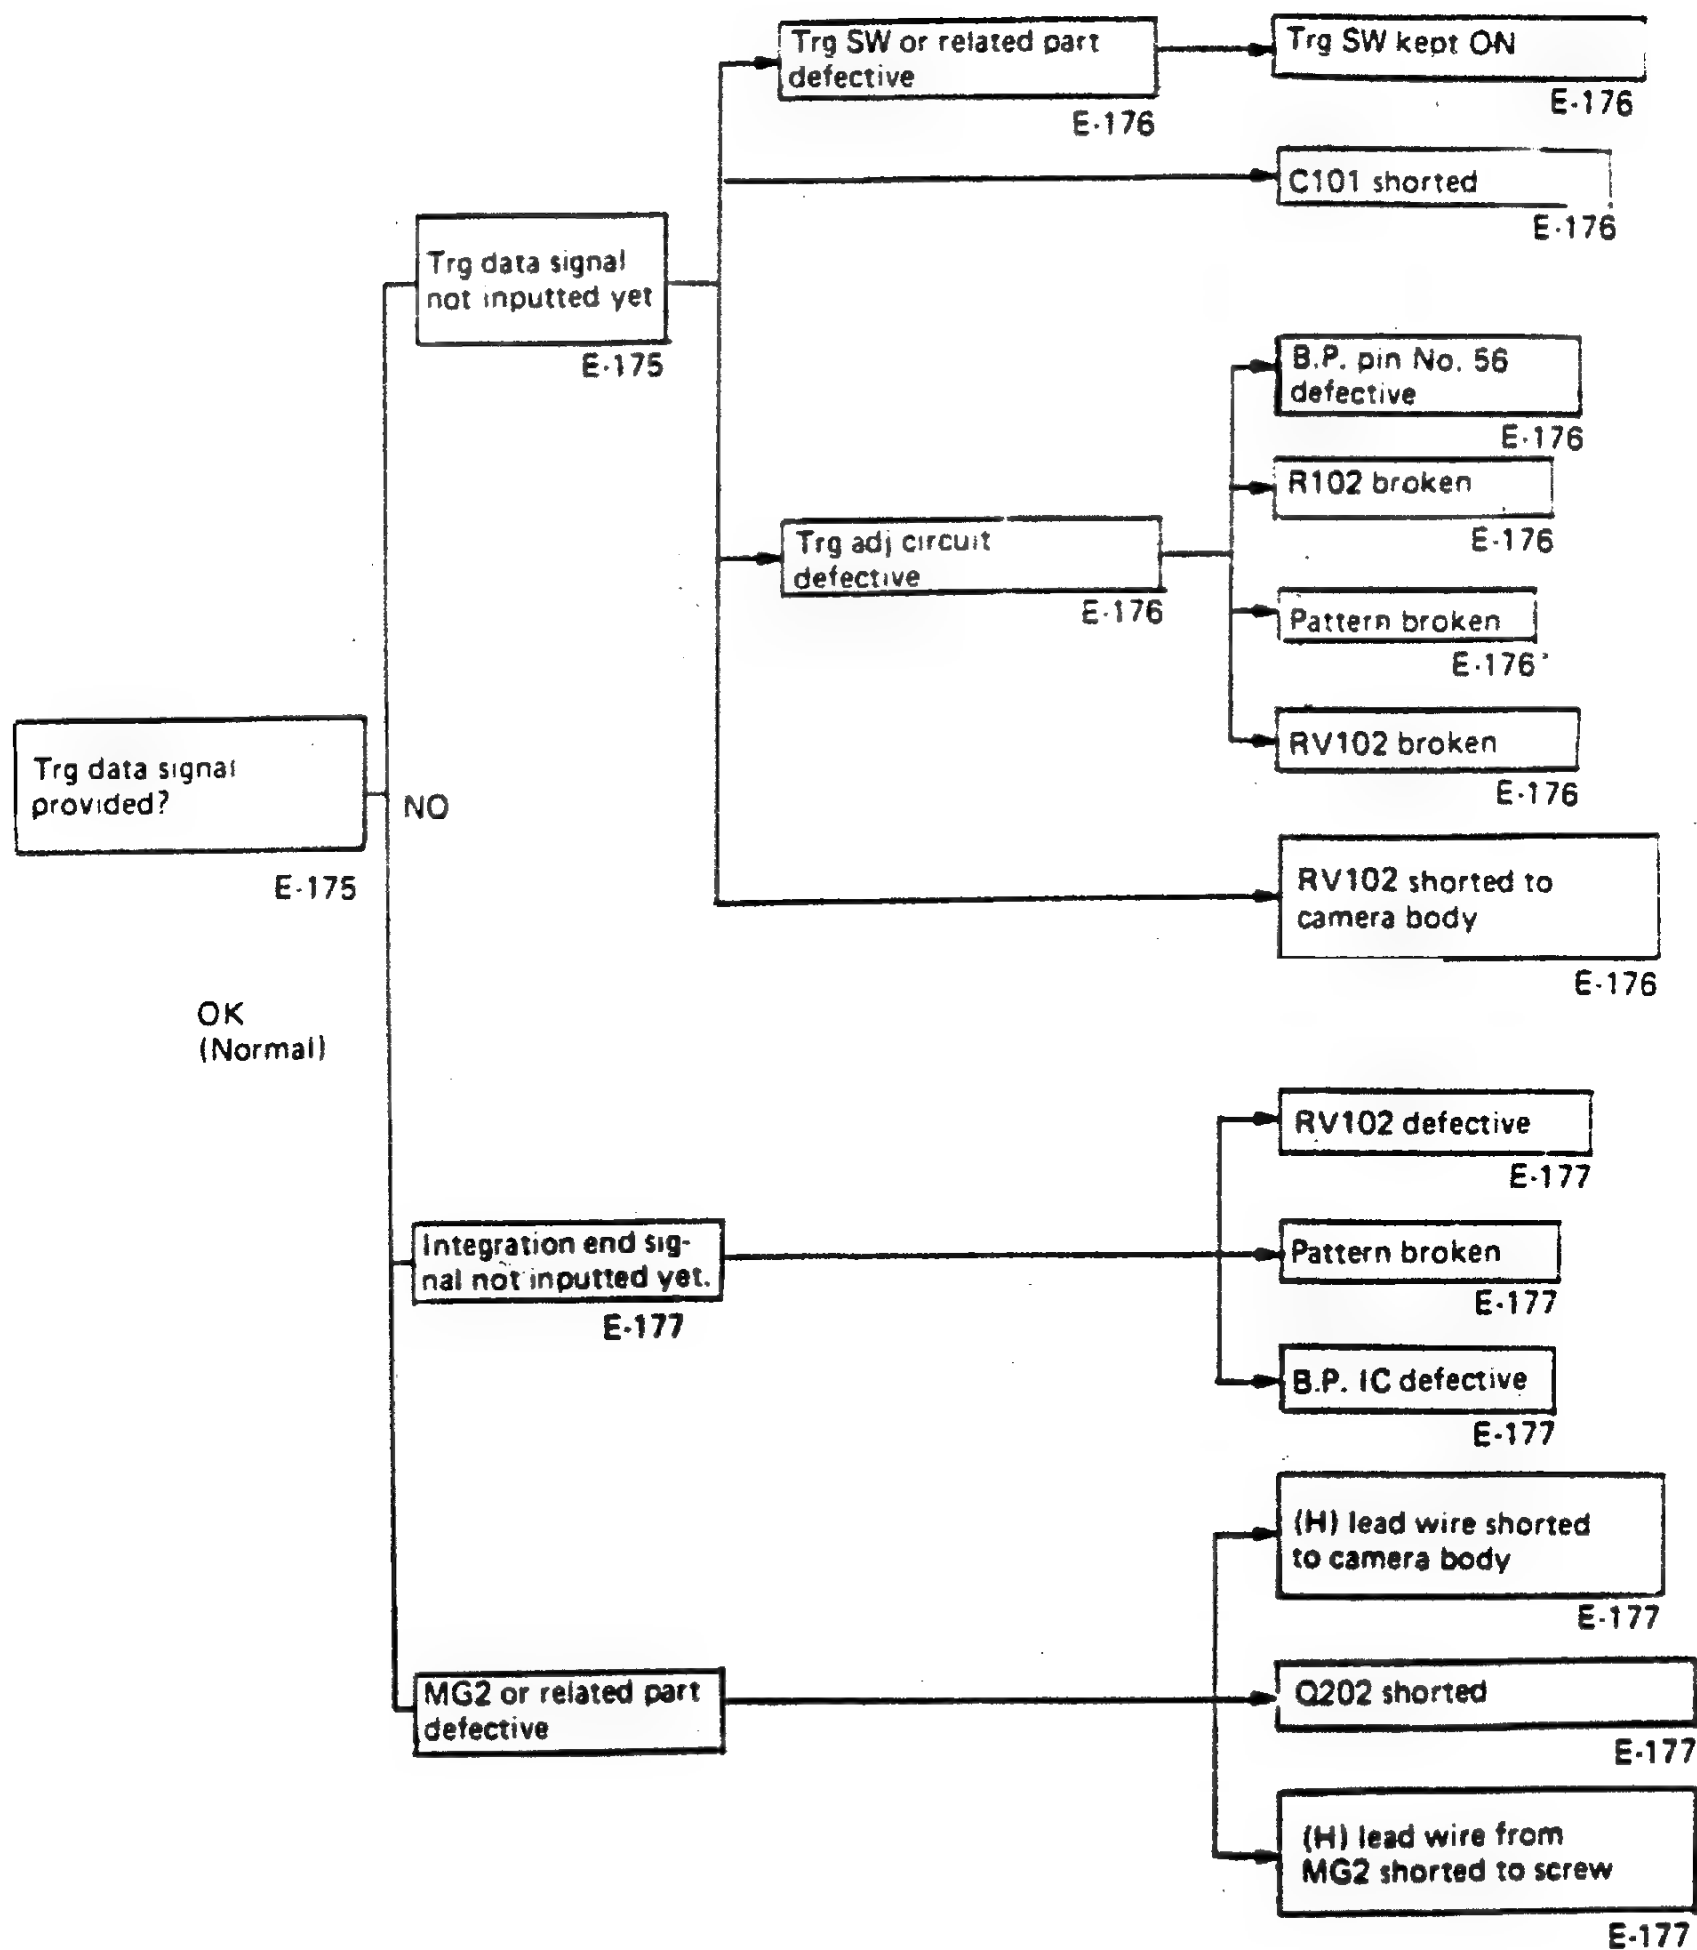 Trg SW or related part
defective
E-176
Trg SW kept ON
E-176
C101 shorted
E-176
Trg data signal
not inputted yet
E-175
B.P. pin No. 56
defective
E-176
R102 broken
E-176
Trg adj circuit
defective
E-176
Pattern broken
E-176
RV102 broken
E-176
Trg data signal
provided?
E-175
NO
RV102 shorted to
camera body
E-176
OK
(Normal)
RV102 defective
E-177
Integration end sig-
nal not inputted yet.
E-177
Pattern broken
E-177
B.P. IC defective
E-177
(H) lead wire shorted
to camera body
E-177
MG2 or related part
defective
Q202 shorted
E-177
(H) lead wire from
MG2 shorted to screw
E-177